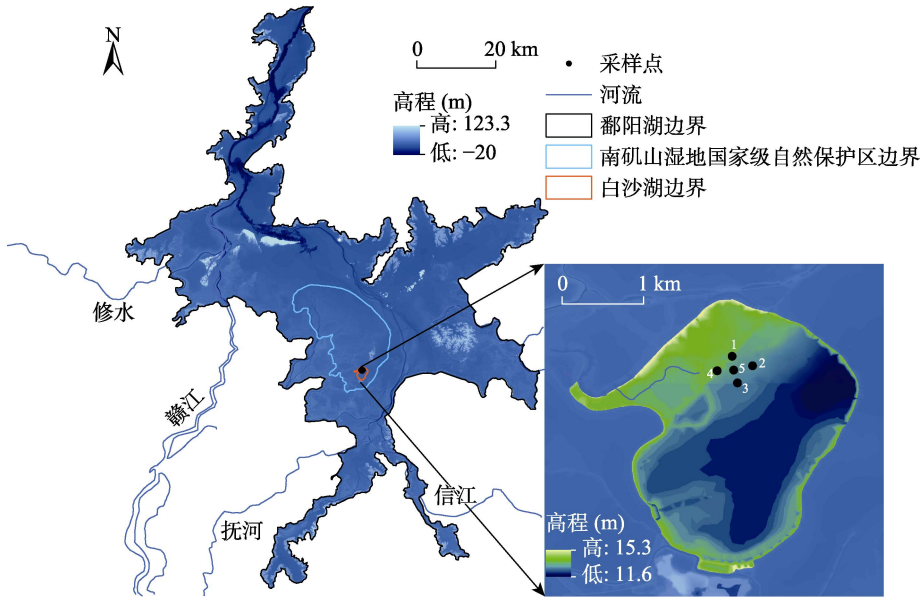 N
0 20 km
高程 (m)
高: 123.3
低: −20
采样点
河流
鄱阳湖边界
南矶山湿地国家级自然保护区边界
白沙湖边界
修水
赣江
抚河
信江
0 1 km
1
2
3
4
5
高程 (m)
高: 15.3
低: 11.6